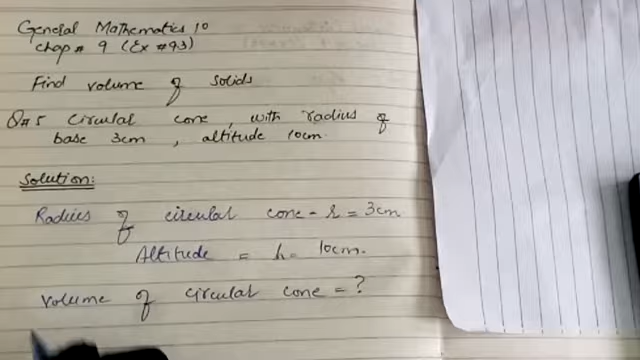 General Mathematics 10
Chap # 9 (Ex # 9.3)
Find volume of solids
Q # 5 Circular cone, with radius of
base 3cm, altitude 10cm.
Solution:
Radius of circular cone = r = 3cm
Altitude = h = 10cm.
Volume of circular cone = ?